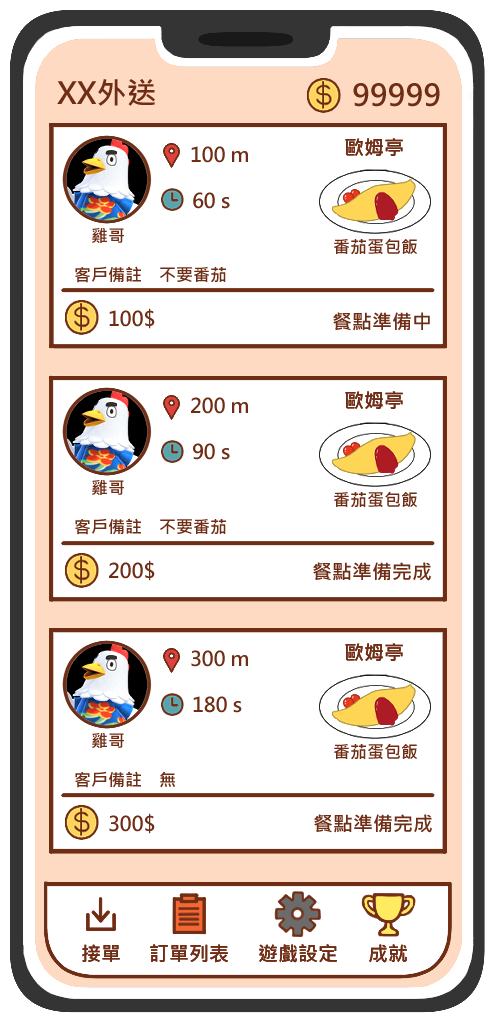 XX外送
$ 99999
100 m
歐姆亭
60 s
雞哥
番茄蛋包飯
客戶備註 不要番茄
$ 100$
餐點準備中
200 m
歐姆亭
90 s
雞哥
番茄蛋包飯
客戶備註 不要番茄
$ 200$
餐點準備完成
300 m
歐姆亭
180 s
雞哥
番茄蛋包飯
客戶備註 無
$ 300$
餐點準備完成
接單 訂單列表 遊戲設定 成就